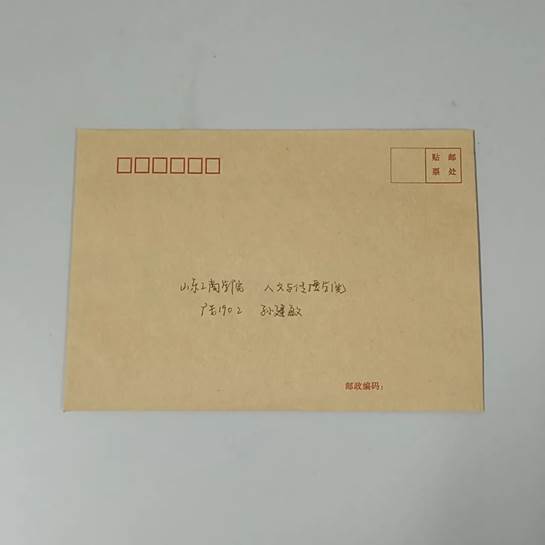 贴 邮
票 处
山东工商学院 人文与传播学院
广告1902 孙建敏
邮政编码：